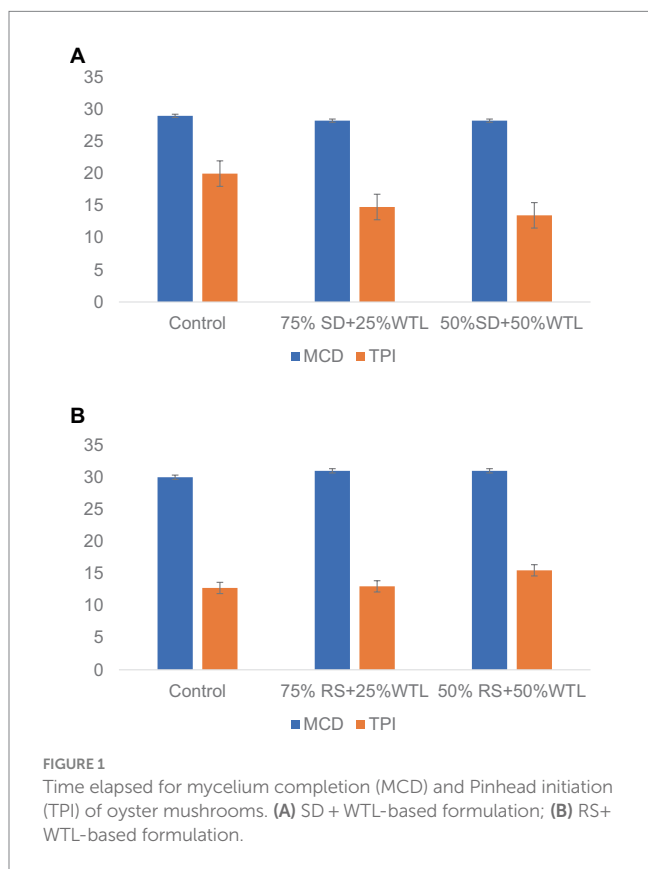 A
35
30
25
20
15
10
5
0
Control 75% SD+25%WTL 50%SD+50%WTL
MCD TPI
B
35
30
25
20
15
10
5
0
Control 75% RS+25%WTL 50% RS+50%WTL
MCD TPI
FIGURE 1
Time elapsed for mycelium completion (MCD) and Pinhead initiation
(TPI) of oyster mushrooms. (A) SD + WTL-based formulation; (B) RS+
WTL-based formulation.